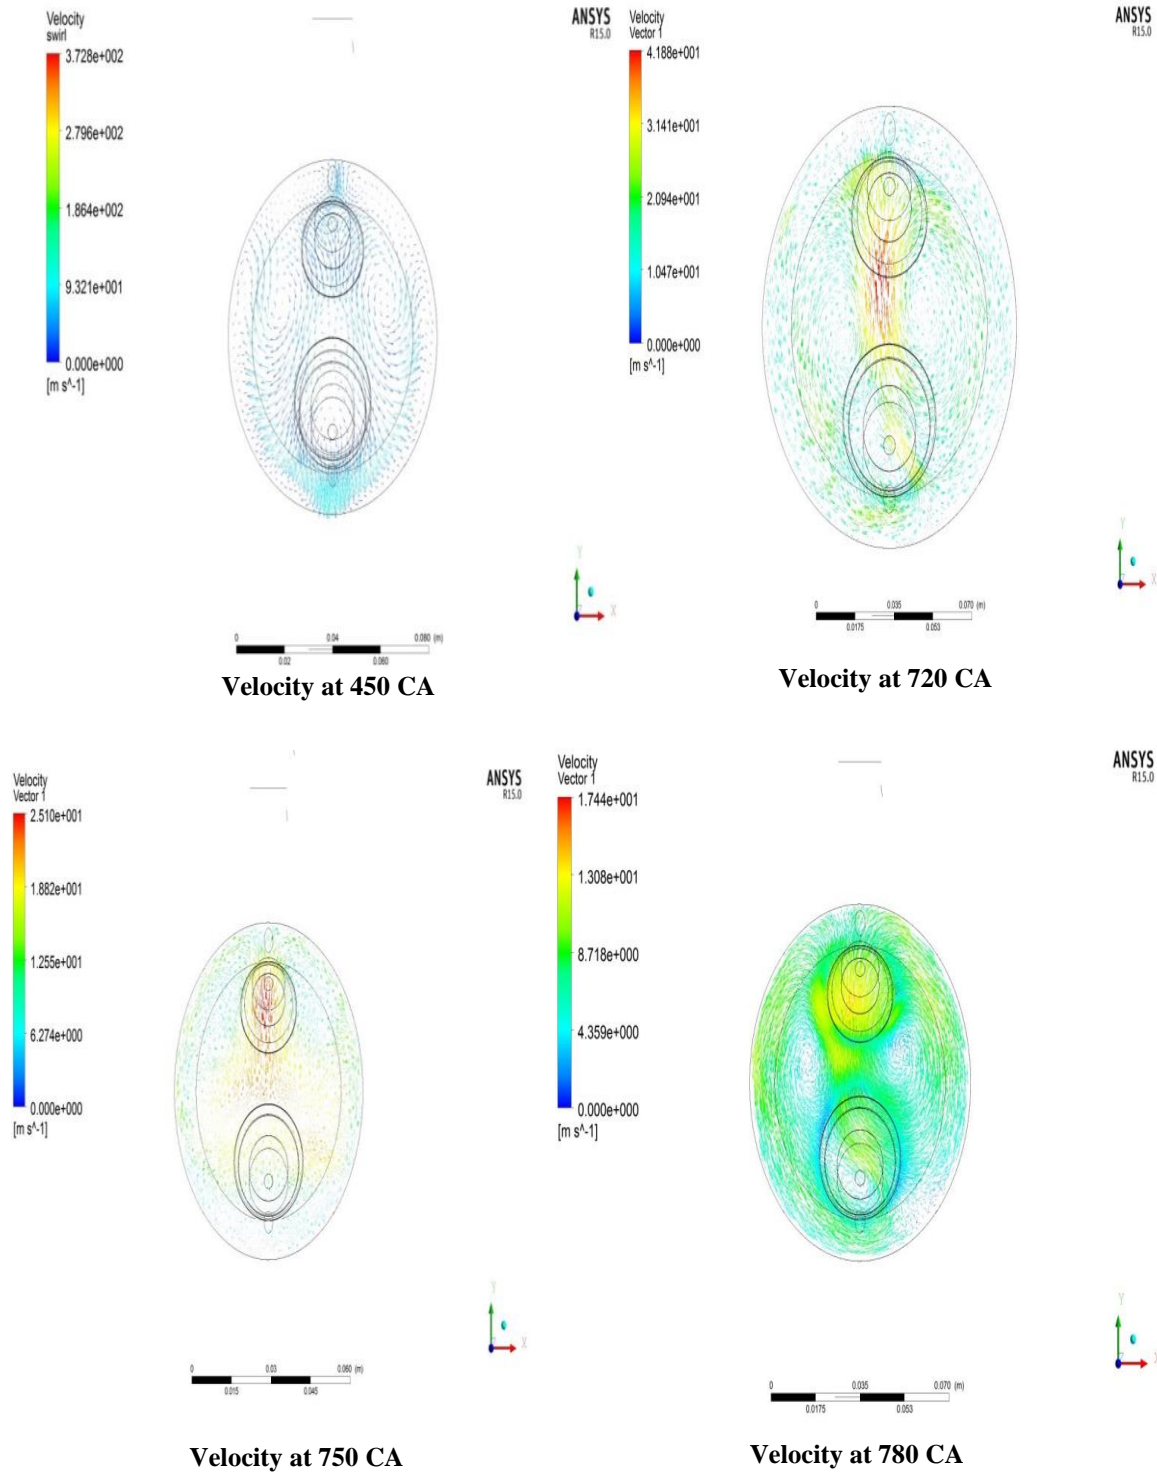 Velocity
swirl
3.728e+002
2.796e+002
1.864e+002
9.321e+001
0.000e+000
[m s^-1]
ANSYS
R15.0
Y
X
0 0.04 0.080 (m)
0.02 0.060
Velocity at 450 CA
Velocity
Vector 1
4.188e+001
3.141e+001
2.094e+001
1.047e+001
0.000e+000
[m s^-1]
ANSYS
R15.0
Y
X
0 0.035 0.070 (m)
0.0175 0.053
Velocity at 720 CA
Velocity
Vector 1
2.510e+001
1.882e+001
1.255e+001
6.274e+000
0.000e+000
[m s^-1]
ANSYS
R15.0
Y
X
0 0.03 0.060 (m)
0.015 0.045
Velocity at 750 CA
Velocity
Vector 1
1.744e+001
1.308e+001
8.718e+000
4.359e+000
0.000e+000
[m s^-1]
ANSYS
R15.0
Y
X
0 0.035 0.070 (m)
0.0175 0.053
Velocity at 780 CA